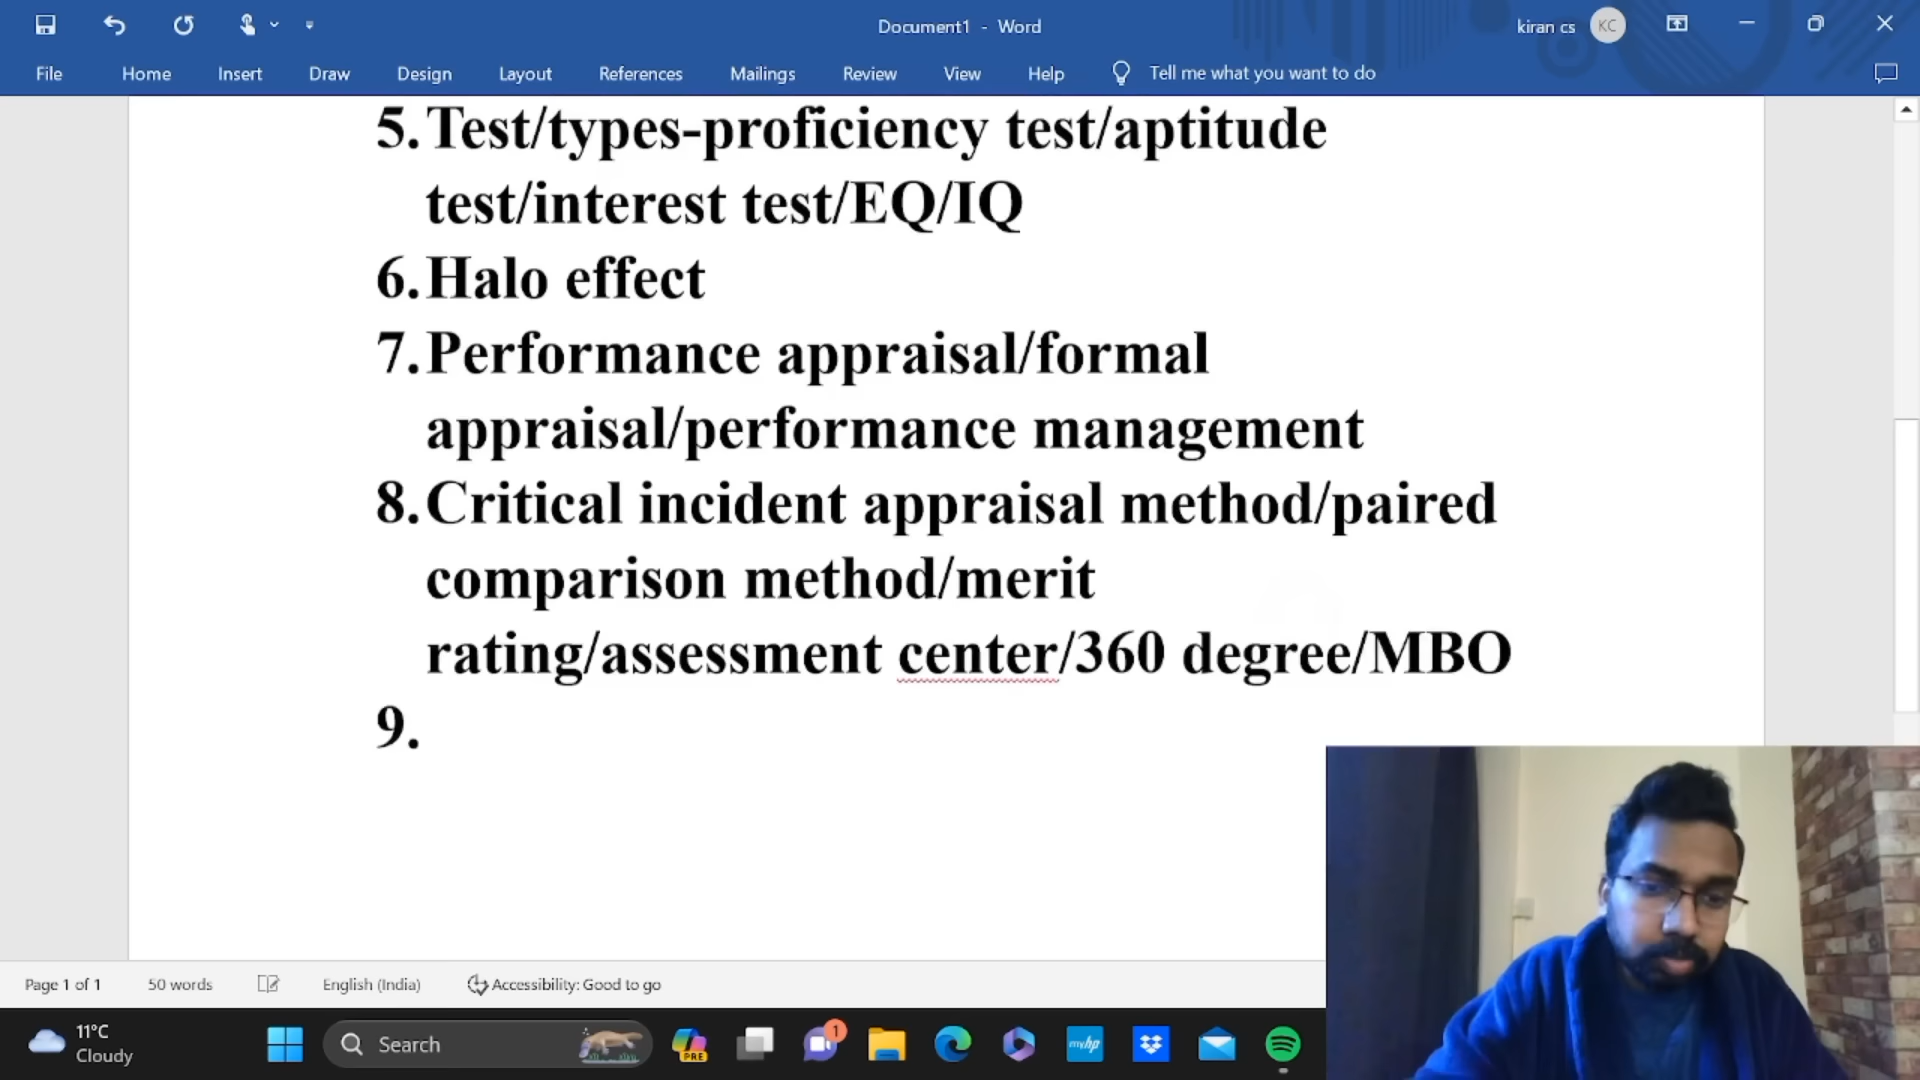 Document1 - Word
kiran cs
KC
File Home Insert Draw Design Layout References Mailings Review View Help Tell me what you want to do
5. Test/types-proficiency test/aptitude
test/interest test/EQ/IQ
6. Halo effect
7. Performance appraisal/formal
appraisal/performance management
8. Critical incident appraisal method/paired
comparison method/merit
rating/assessment center/360 degree/MBO
9.
Page 1 of 1 50 words English (India) Accessibility: Good to go
11°C
Cloudy
Search
PRE
1
myhp